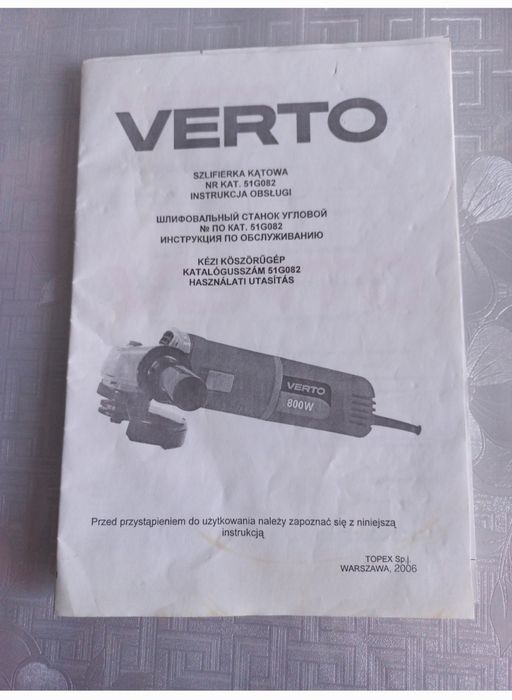 VERTO
SZLIFIERKA KĄTOWA
NR KAT. 51G082
INSTRUKCJA OBSŁUGI
ШЛИФОВАЛЬНЫЙ СТАНОК УГЛОВОЙ
№ ПО КАТ. 51G082
ИНСТРУКЦИЯ ПО ОБСЛУЖИВАНИЮ
KÉZI KÖSZÖRŰGÉP
KATALÓGUSSZÁM 51G082
HASZNÁLATI UTASÍTÁS
VERTO
800W
Przed przystąpieniem do użytkowania należy zapoznać się z niniejszą
instrukcją
TOPEX Sp.j.
WARSZAWA, 2006